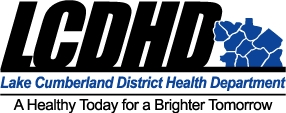 LCDHD
Lake Cumberland District Health Department
A Healthy Today for a Brighter Tomorrow